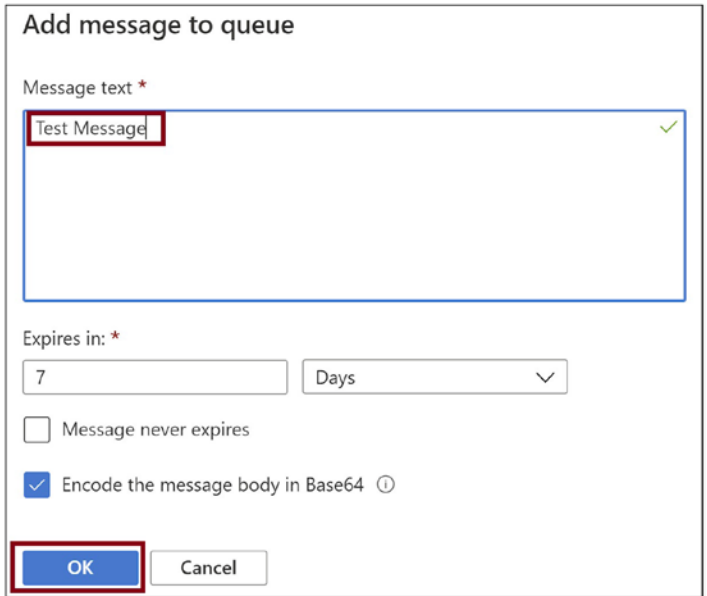 Add message to queue
Message text *
Test Message
Expires in: *
7 Days
Message never expires
Encode the message body in Base64
OK Cancel